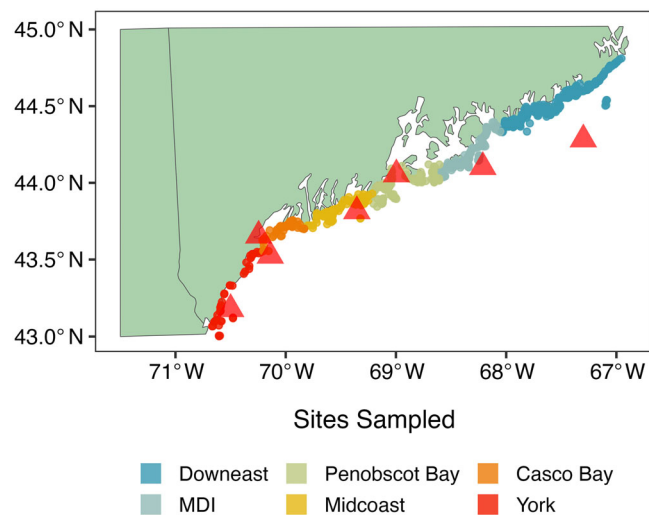 45.0° N
44.5° N
44.0° N
43.5° N
43.0° N
71° W 70° W 69° W 68° W 67° W
Sites Sampled
Downeast Penobscot Bay Casco Bay
MDI Midcoast York